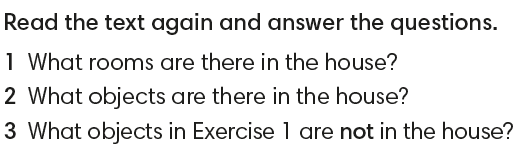 Read the text again and answer the questions.
1 What rooms are there in the house?
2 What objects are there in the house?
3 What objects in Exercise 1 are not in the house?